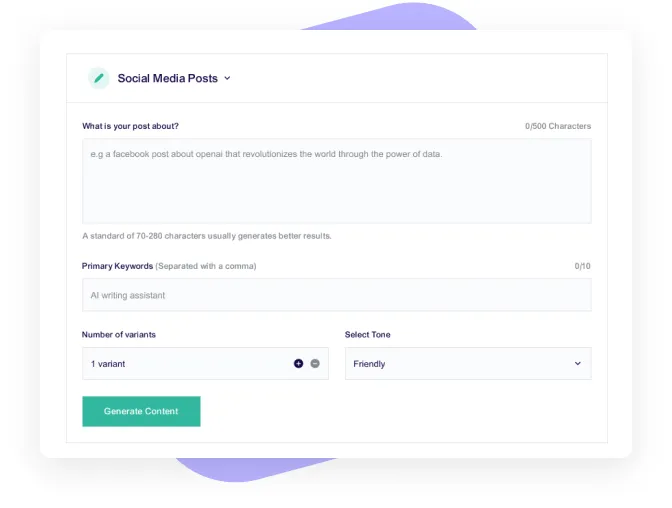 Social Media Posts
What is your post about? 0/500 Characters
e.g a facebook post about openai that revolutionizes the world through the power of data.
A standard of 70-280 characters usually generates better results.
Primary Keywords (Separated with a comma) 0/10
AI writing assistant
Number of variants Select Tone
1 variant Friendly
Generate Content